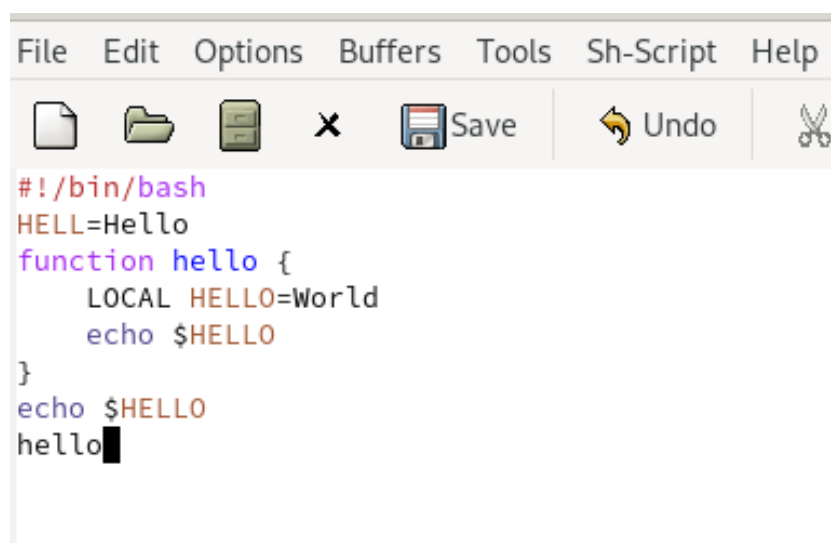 File Edit Options Buffers Tools Sh-Script Help
Save Undo
#!/bin/bash
HELL=Hello
function hello {
    LOCAL HELLO=World
    echo $HELLO
}
echo $HELLO
hello